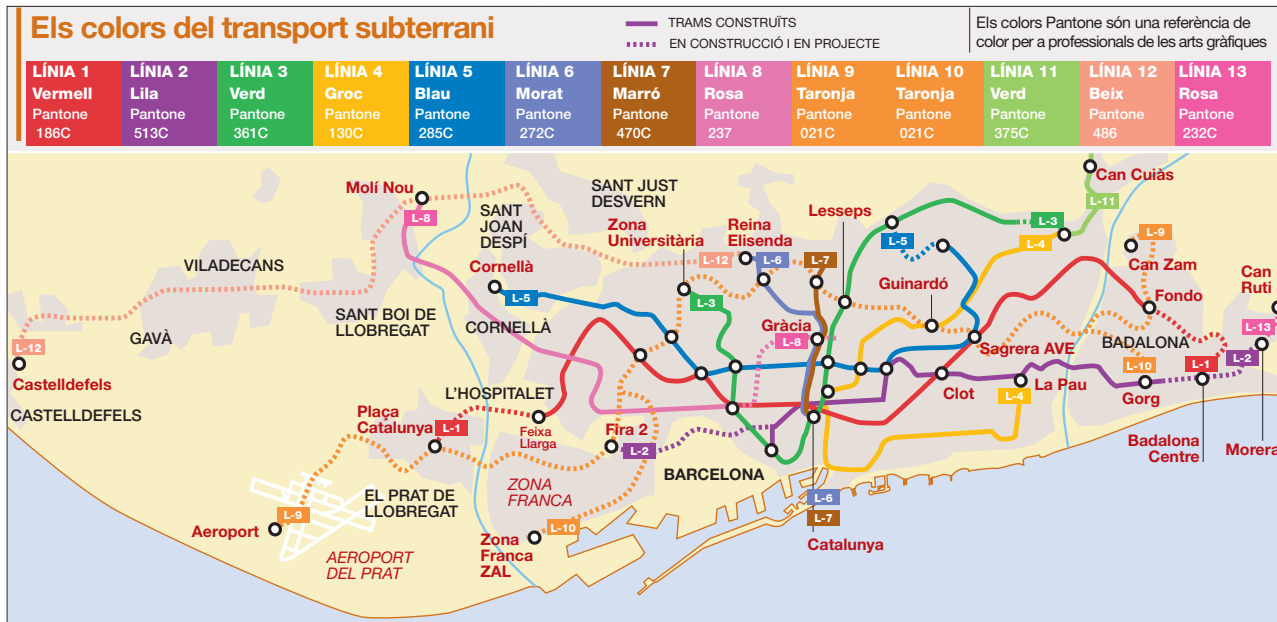 Els colors del transport subterrani
TRAMS CONSTRUÏTS
EN CONSTRUCCIÓ I EN PROJECTE
Els colors Pantone són una referència de
color per a professionals de les arts gràfiques
LÍNIA 1
Vermell
Pantone
186C
LÍNIA 2
Lila
Pantone
513C
LÍNIA 3
Verd
Pantone
361C
LÍNIA 4
Groc
Pantone
130C
LÍNIA 5
Blau
Pantone
285C
LÍNIA 6
Morat
Pantone
272C
LÍNIA 7
Marró
Pantone
470C
LÍNIA 8
Rosa
Pantone
237
LÍNIA 9
Taronja
Pantone
021C
LÍNIA 10
Taronja
Pantone
021C
LÍNIA 11
Verd
Pantone
375C
LÍNIA 12
Beix
Pantone
486
LÍNIA 13
Rosa
Pantone
232C
Molí Nou
L-8
SANT JUST
DESVERN
SANT
JOAN
DESPÍ
Zona
Universitària
Reina
Elisenda
Lesseps
Can Cuiàs
L-11
L-3
L-4
L-5
L-9
Can Zam
L-12
L-6
L-7
VILADECANS
Cornellà
L-5
L-3
Guinardó
Fondo
Can
Ruti
L-13
SANT BOI DE
LLOBREGAT
CORNELLÀ
GAVÀ
Gràcia
L-8
Sagrera AVE
BADALONA
L-12
Castelldefels
CASTELLDEFELS
L-10
L-1
L-2
L'HOSPITALET
Clot
La Pau
L-4
Gorg
Plaça
Catalunya
L-1
Feixa
Llarga
Fira 2
L-2
BARCELONA
Badalona
Centre
Morera
EL PRAT DE
LLOBREGAT
ZONA
FRANCA
L-6
L-7
Catalunya
L-9
Aeroport
AEROPORT
DEL PRAT
L-10
Zona
Franca
ZAL